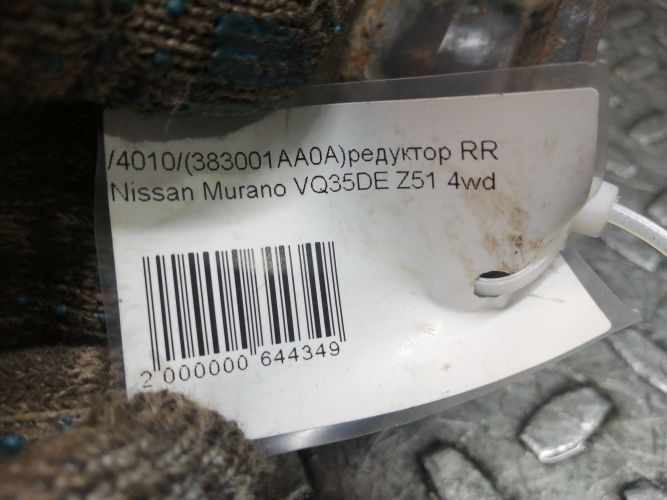 /4010/(383001AA0A)редуктор RR
Nissan Murano VQ35DE Z51 4wd
2 000000 644349